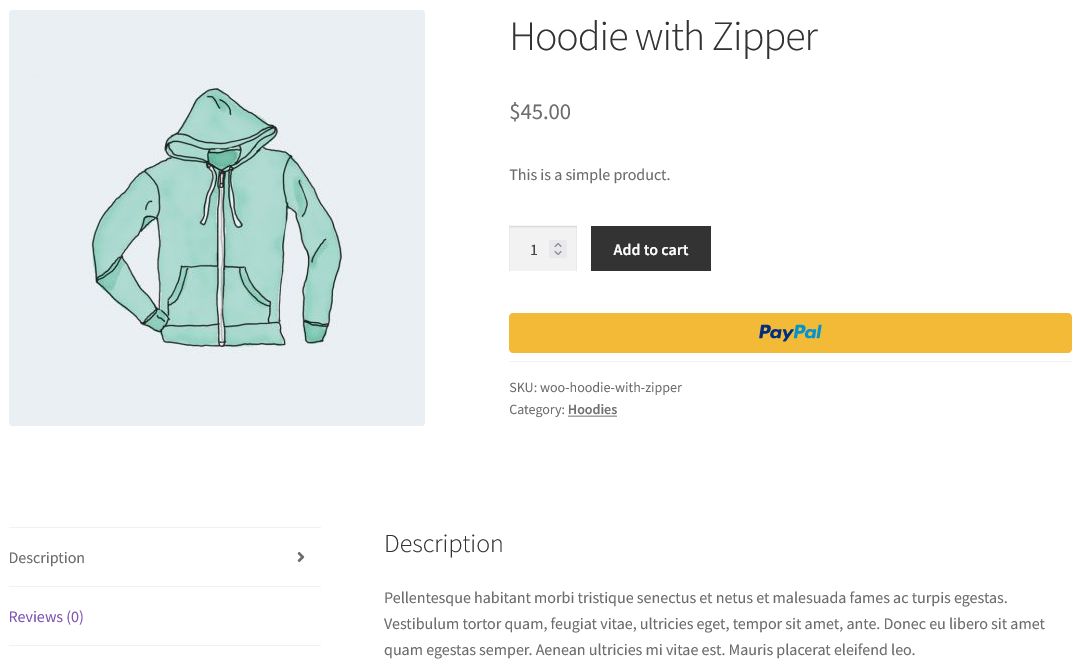 Hoodie with Zipper
$45.00
This is a simple product.
1
Add to cart
PayPal
SKU: woo-hoodie-with-zipper
Category: Hoodies
Description
Reviews (0)
Description
Pellentesque habitant morbi tristique senectus et netus et malesuada fames ac turpis egestas.
Vestibulum tortor quam, feugiat vitae, ultricies eget, tempor sit amet, ante. Donec eu libero sit amet
quam egestas semper. Aenean ultricies mi vitae est. Mauris placerat eleifend leo.